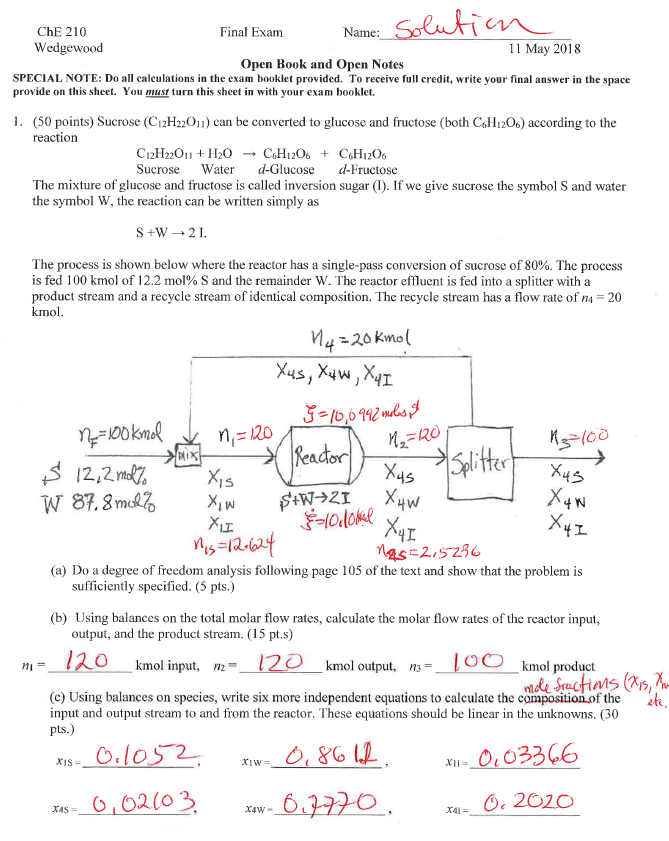 ChE 210 Final Exam Name: Solution
Wedgewood 11 May 2018
Open Book and Open Notes
SPECIAL NOTE: Do all calculations in the exam booklet provided. To receive full credit, write your final answer in the space
provide on this sheet. You must turn this sheet in with your exam booklet.
1. (50 points) Sucrose (C12H22O11) can be converted to glucose and fructose (both C6H12O6) according to the
reaction
C12H22O11 + H2O → C6H12O6 + C6H12O6
Sucrose Water d-Glucose d-Fructose
The mixture of glucose and fructose is called inversion sugar (I). If we give sucrose the symbol S and water
the symbol W, the reaction can be written simply as
S +W → 2 I.
The process is shown below where the reactor has a single-pass conversion of sucrose of 80%. The process
is fed 100 kmol of 12.2 mol% S and the remainder W. The reactor effluent is fed into a splitter with a
product stream and a recycle stream of identical composition. The recycle stream has a flow rate of n4 = 20
kmol.
n4 = 20 kmol
X4S, X4W, X4I
ξ=10,0992 moles
nF=100 kmol n1=120 n2=120 n3=100
Mix Reactor Splitter
S 12,2 mol% X1S X4S X4S
W 87.8 mol% X1W S+W→2I X4W X4W
X1I ξ=10.10 kmol X4I X4I
n1S=12.624 n2S=2,5236
(a) Do a degree of freedom analysis following page 105 of the text and show that the problem is
sufficiently specified. (5 pts.)
(b) Using balances on the total molar flow rates, calculate the molar flow rates of the reactor input,
output, and the product stream. (15 pt.s)
n1 = 120 kmol input, n2 = 120 kmol output, n3 = 100 kmol product
mole fractions (X1S, X1W etc.
(c) Using balances on species, write six more independent equations to calculate the composition of the
input and output stream to and from the reactor. These equations should be linear in the unknowns. (30
pts.)
X1S = 0.1052, X1W = 0.8612, X1I = 0.03366
X4S = 0,02103, X4W = 0.7770, X4I = 0.2020